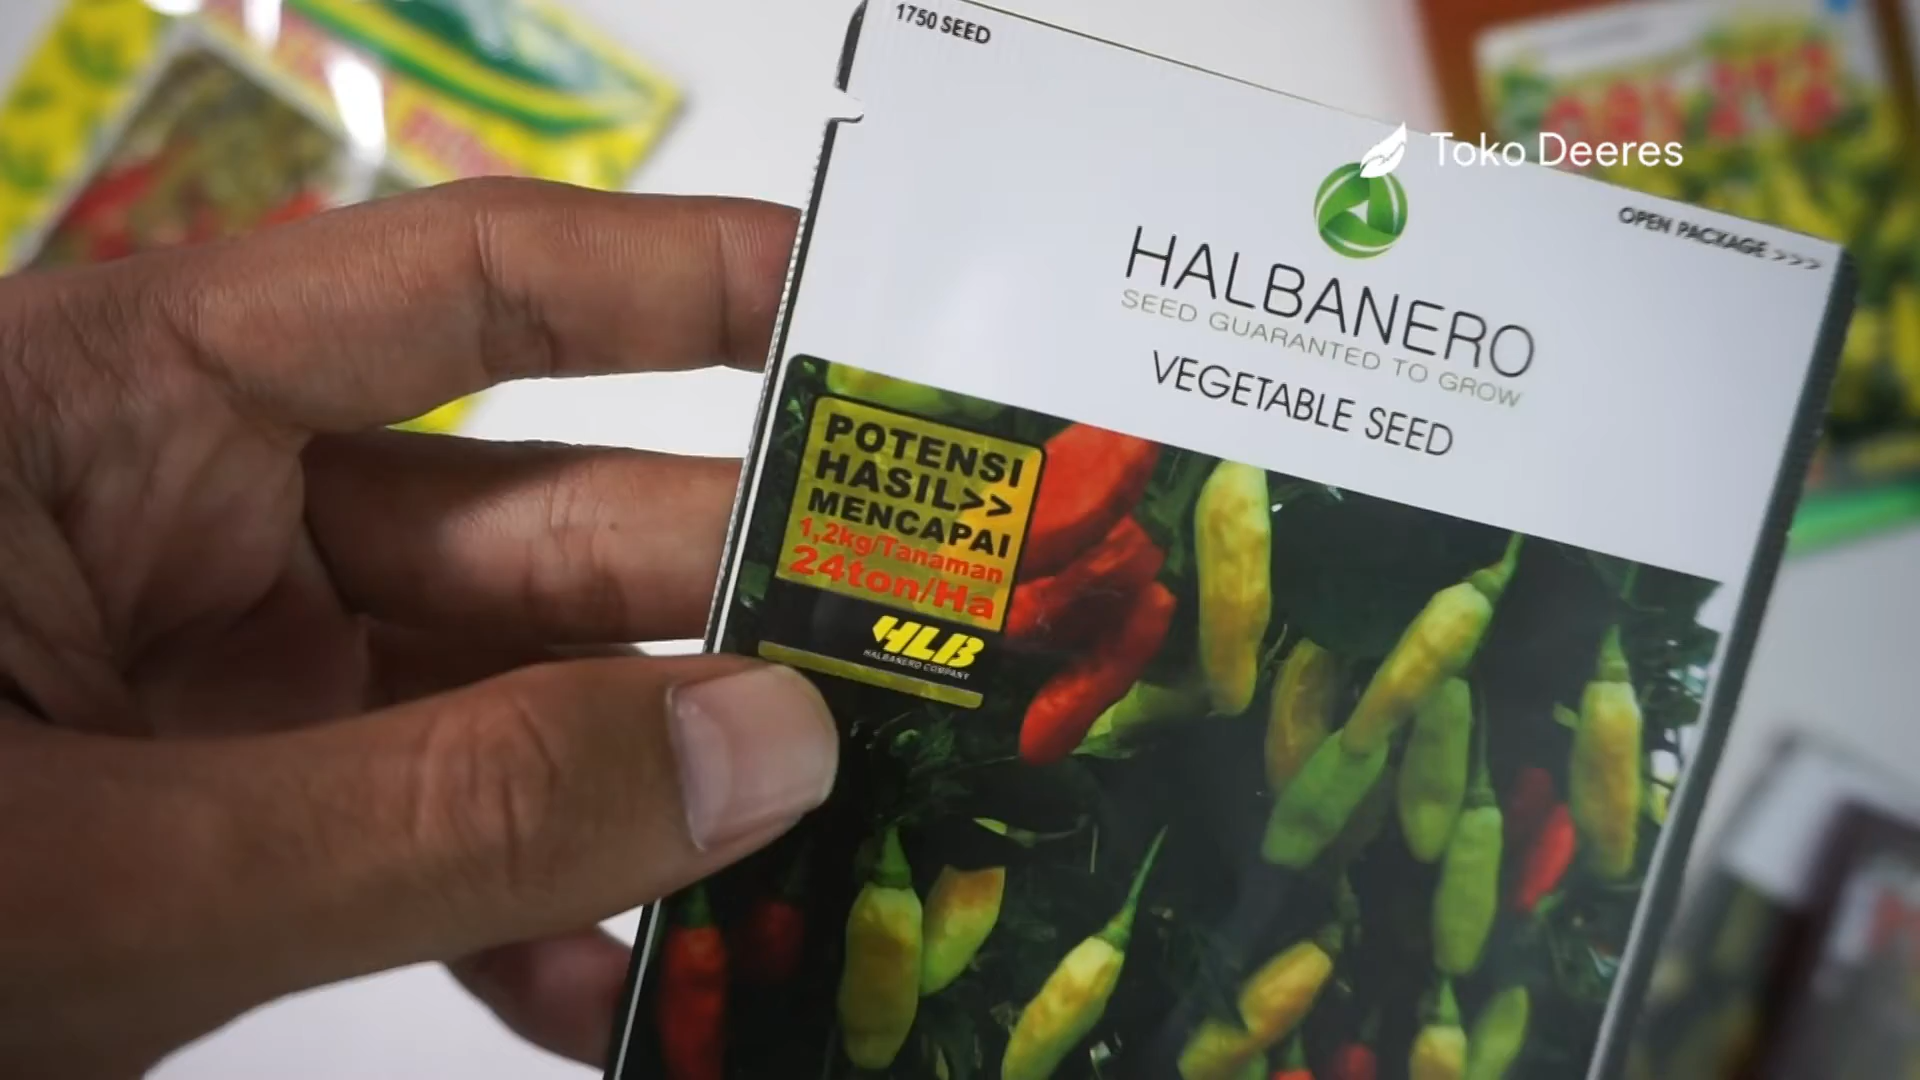 1750 SEED
Toko Deeres
OPEN PACKAGE >>>
HALBANERO
SEED GUARANTED TO GROW
VEGETABLE SEED
POTENSI
HASIL>>
MENCAPAI
1,2kg/Tanaman
24ton/Ha
HLB
HALBANERO COMPANY